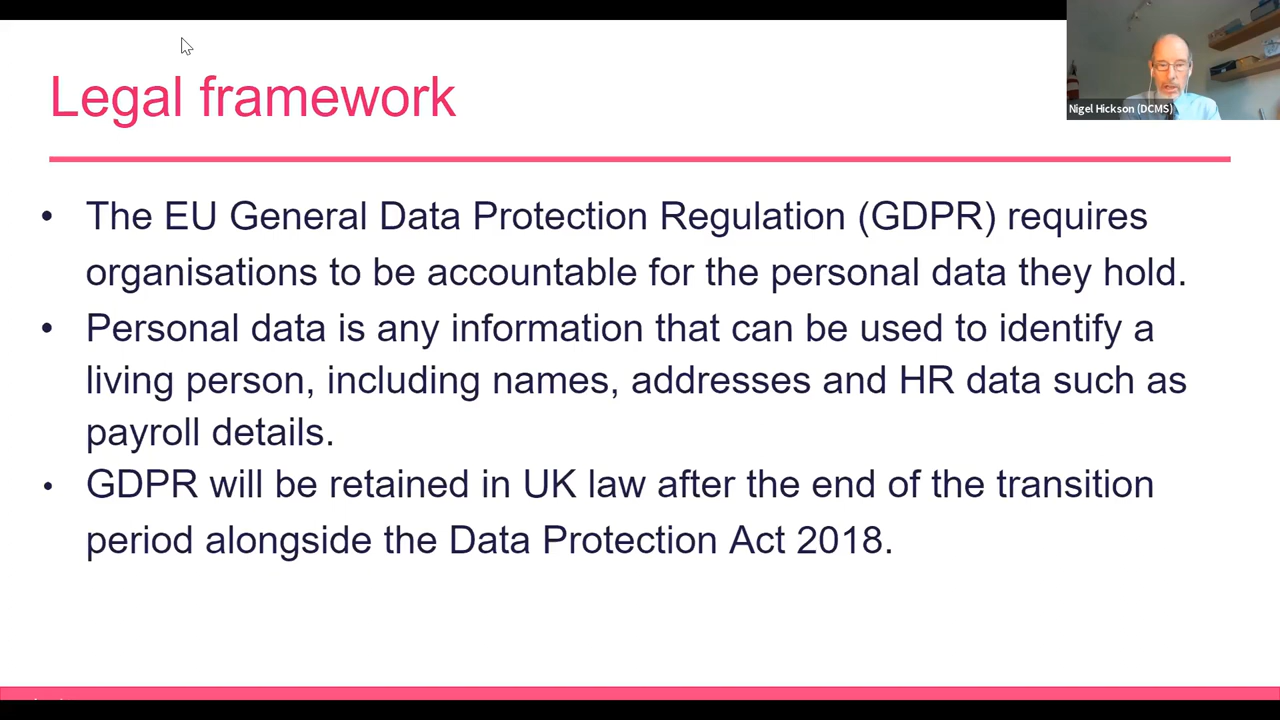 Legal framework
Nigel Hickson (DCMS)
• The EU General Data Protection Regulation (GDPR) requires
organisations to be accountable for the personal data they hold.
• Personal data is any information that can be used to identify a
living person, including names, addresses and HR data such as
payroll details.
• GDPR will be retained in UK law after the end of the transition
period alongside the Data Protection Act 2018.